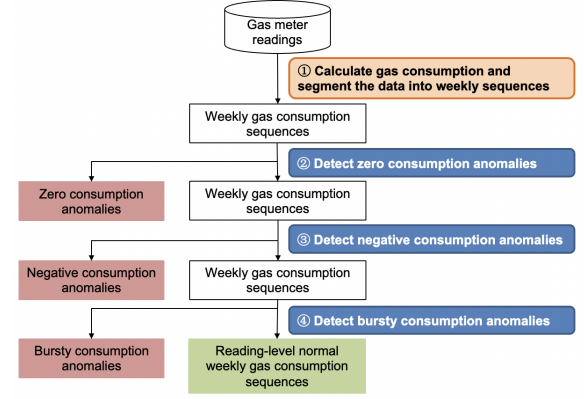 Gas meter
readings
① Calculate gas consumption and
segment the data into weekly sequences
Weekly gas consumption
sequences
② Detect zero consumption anomalies
Zero consumption
anomalies
Weekly gas consumption
sequences
③ Detect negative consumption anomalies
Negative consumption
anomalies
Weekly gas consumption
sequences
④ Detect bursty consumption anomalies
Bursty consumption
anomalies
Reading-level normal
weekly gas consumption
sequences